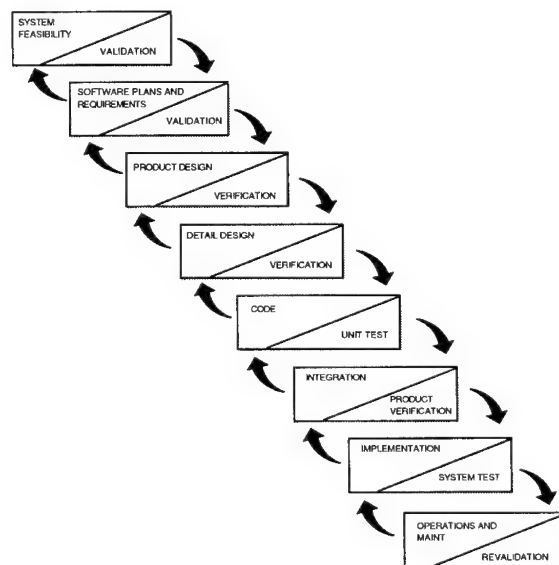 SYSTEM
FEASIBILITY
VALIDATION
SOFTWARE PLANS AND
REQUIREMENTS
VALIDATION
PRODUCT DESIGN
VERIFICATION
DETAIL DESIGN
VERIFICATION
CODE
UNIT TEST
INTEGRATION
PRODUCT
VERIFICATION
IMPLEMENTATION
SYSTEM TEST
OPERATIONS AND
MAINT
REVALIDATION